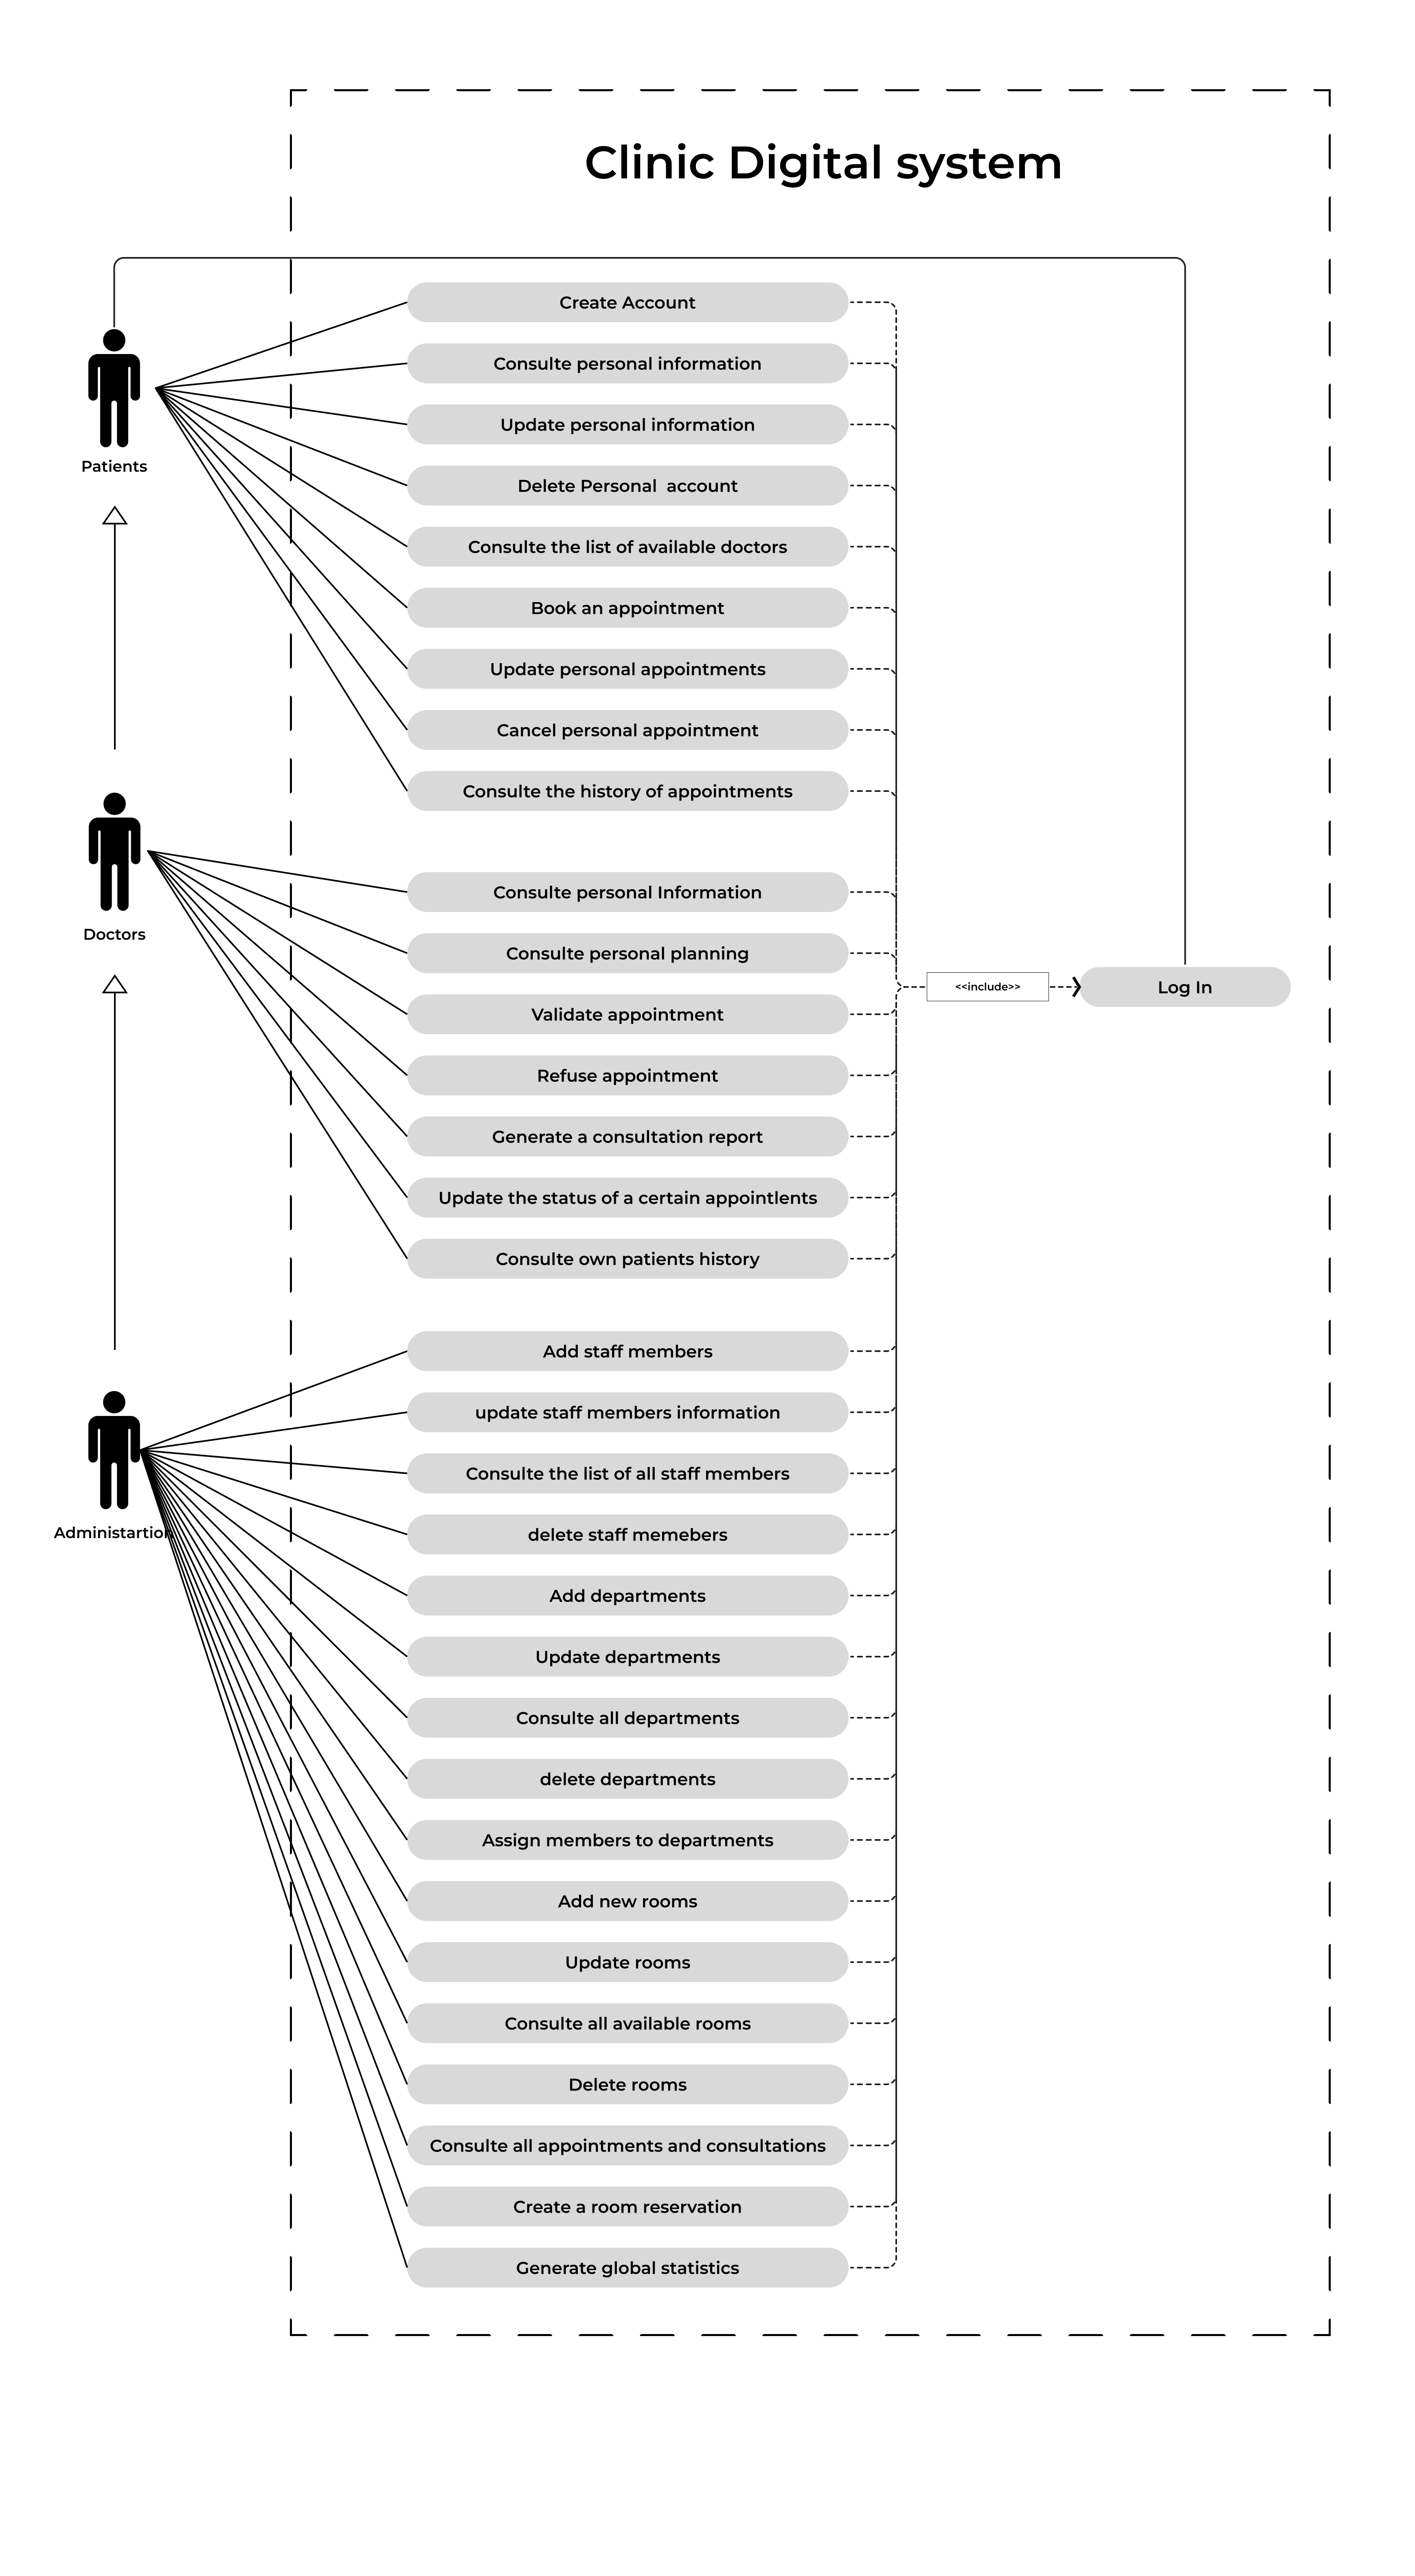 Clinic Digital system
Create Account
Consulte personal information
Update personal information
Delete Personal  account
Consulte the list of available doctors
Book an appointment
Update personal appointments
Cancel personal appointment
Consulte the history of appointments
Patients
Consulte personal Information
Consulte personal planning
Validate appointment
Refuse appointment
Generate a consultation report
Update the status of a certain appointlents
Consulte own patients history
Doctors
<<include>>
Log In
Add staff members
update staff members information
Consulte the list of all staff members
delete staff memebers
Add departments
Update departments
Consulte all departments
delete departments
Assign members to departments
Add new rooms
Update rooms
Consulte all available rooms
Delete rooms
Consulte all appointments and consultations
Create a room reservation
Generate global statistics
Administartion